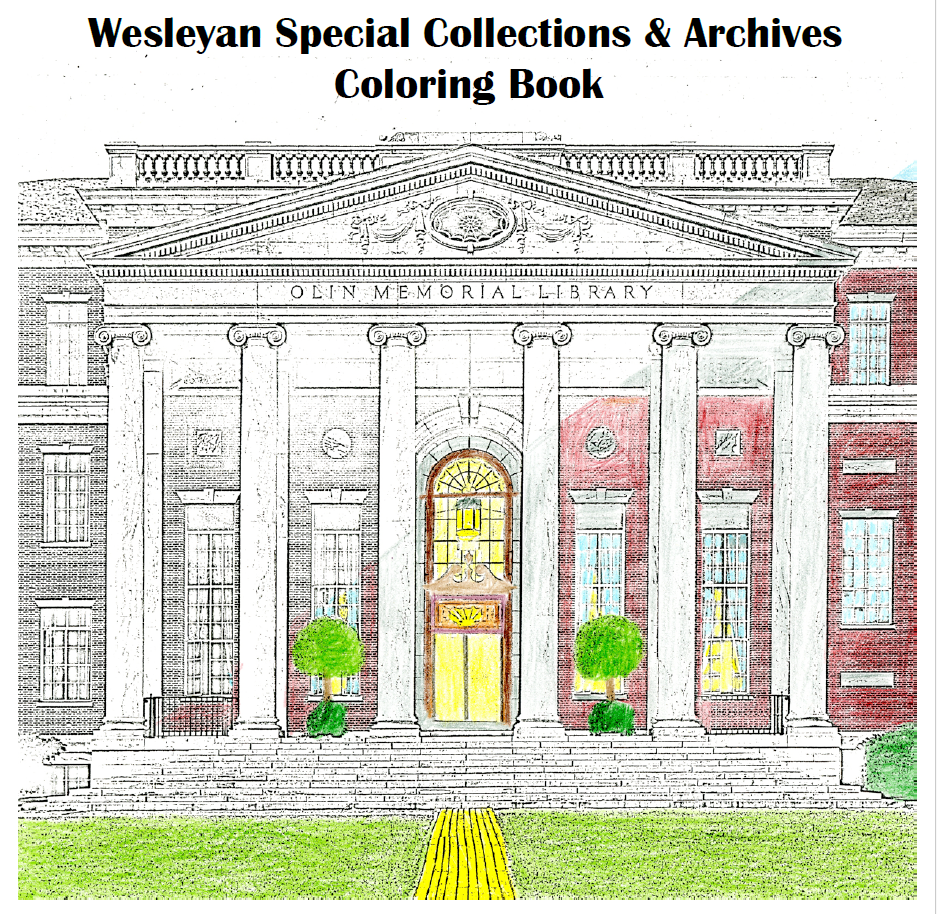 Wesleyan Special Collections & Archives
Coloring Book
OLIN MEMORIAL LIBRARY